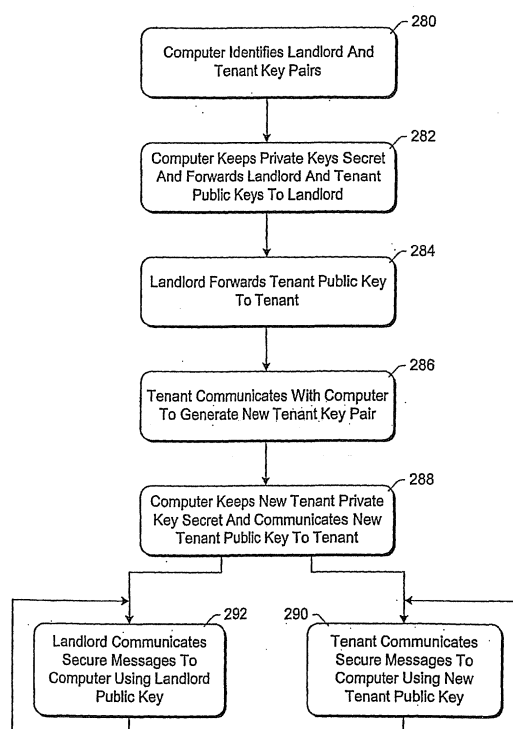 280
Computer Identifies Landlord And
Tenant Key Pairs
282
Computer Keeps Private Keys Secret
And Forwards Landlord And Tenant
Public Keys To Landlord
284
Landlord Forwards Tenant Public Key
To Tenant
286
Tenant Communicates With Computer
To Generate New Tenant Key Pair
288
Computer Keeps New Tenant Private
Key Secret And Communicates New
Tenant Public Key To Tenant
292
Landlord Communicates
Secure Messages To
Computer Using Landlord
Public Key
290
Tenant Communicates
Secure Messages To
Computer Using New
Tenant Public Key